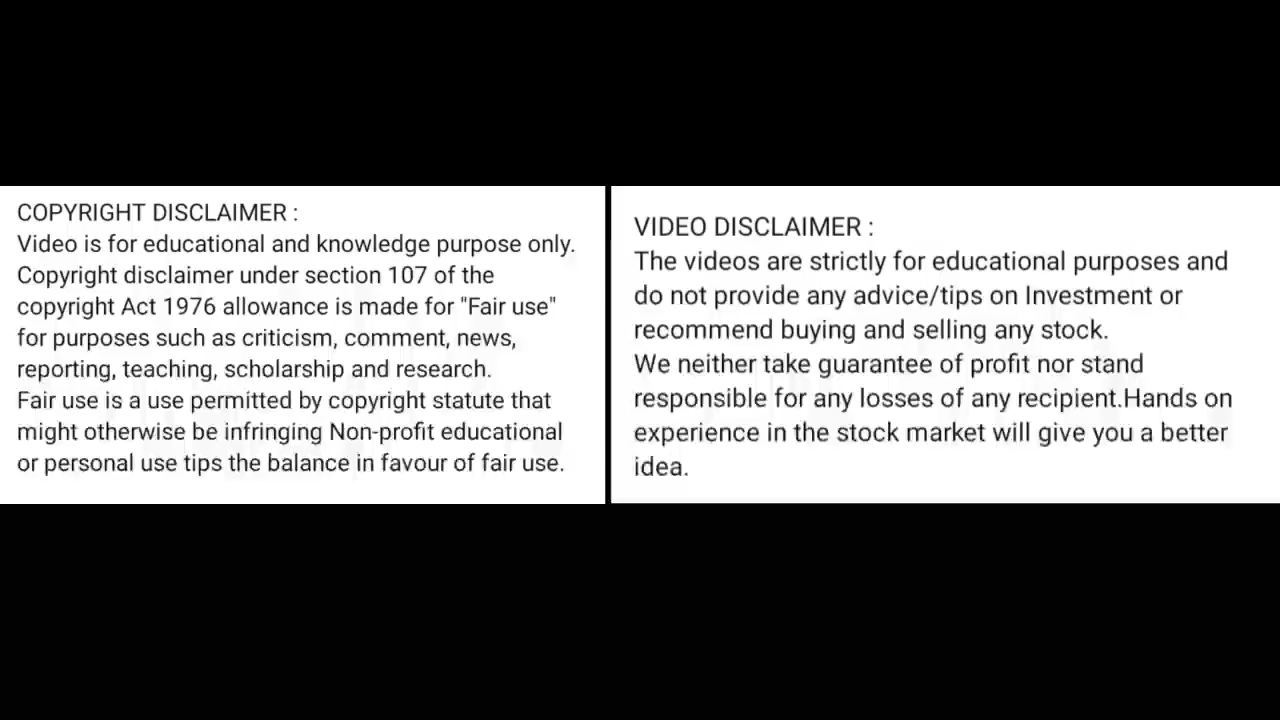 COPYRIGHT DISCLAIMER :
Video is for educational and knowledge purpose only.
Copyright disclaimer under section 107 of the
copyright Act 1976 allowance is made for "Fair use"
for purposes such as criticism, comment, news,
reporting, teaching, scholarship and research.
Fair use is a use permitted by copyright statute that
might otherwise be infringing Non-profit educational
or personal use tips the balance in favour of fair use.
VIDEO DISCLAIMER :
The videos are strictly for educational purposes and
do not provide any advice/tips on Investment or
recommend buying and selling any stock.
We neither take guarantee of profit nor stand
responsible for any losses of any recipient.Hands on
experience in the stock market will give you a better
idea.